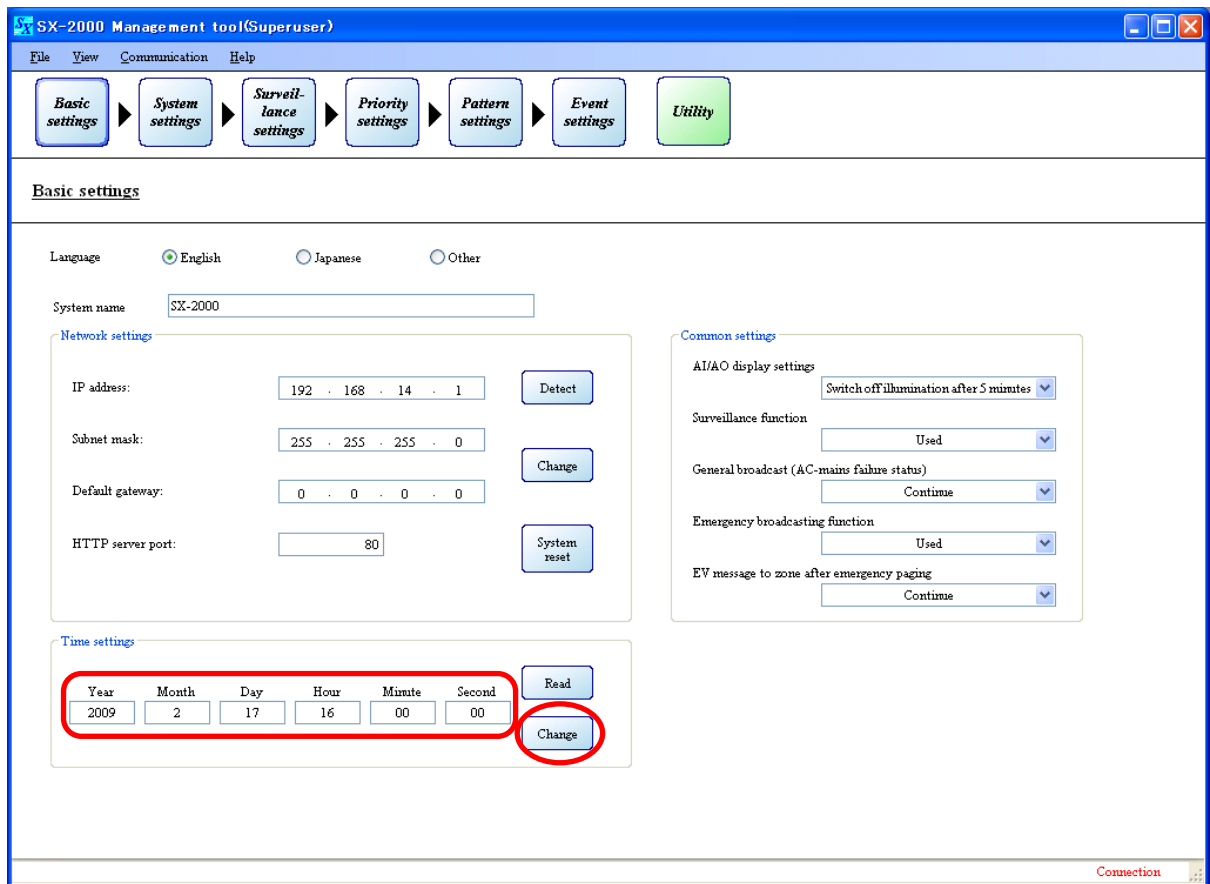 SX-2000 Management tool(Superuser)
File View Communication Help
Basic settings
System settings
Surveil-
lance
settings
Priority settings
Pattern settings
Event settings
Utility
Basic settings
Language English Japanese Other
System name SX-2000
Network settings
IP address: 192 . 168 . 14 . 1 Detect
Subnet mask: 255 . 255 . 255 . 0
Change
Default gateway: 0 . 0 . 0 . 0
HTTP server port: 80 System reset
Common settings
AI/AO display settings
Switch off illumination after 5 minutes
Surveillance function
Used
General broadcast (AC-mains failure status)
Continue
Emergency broadcasting function
Used
EV message to zone after emergency paging
Continue
Time settings
Year Month Day Hour Minute Second
2009 2 17 16 00 00
Read
Change
Connection